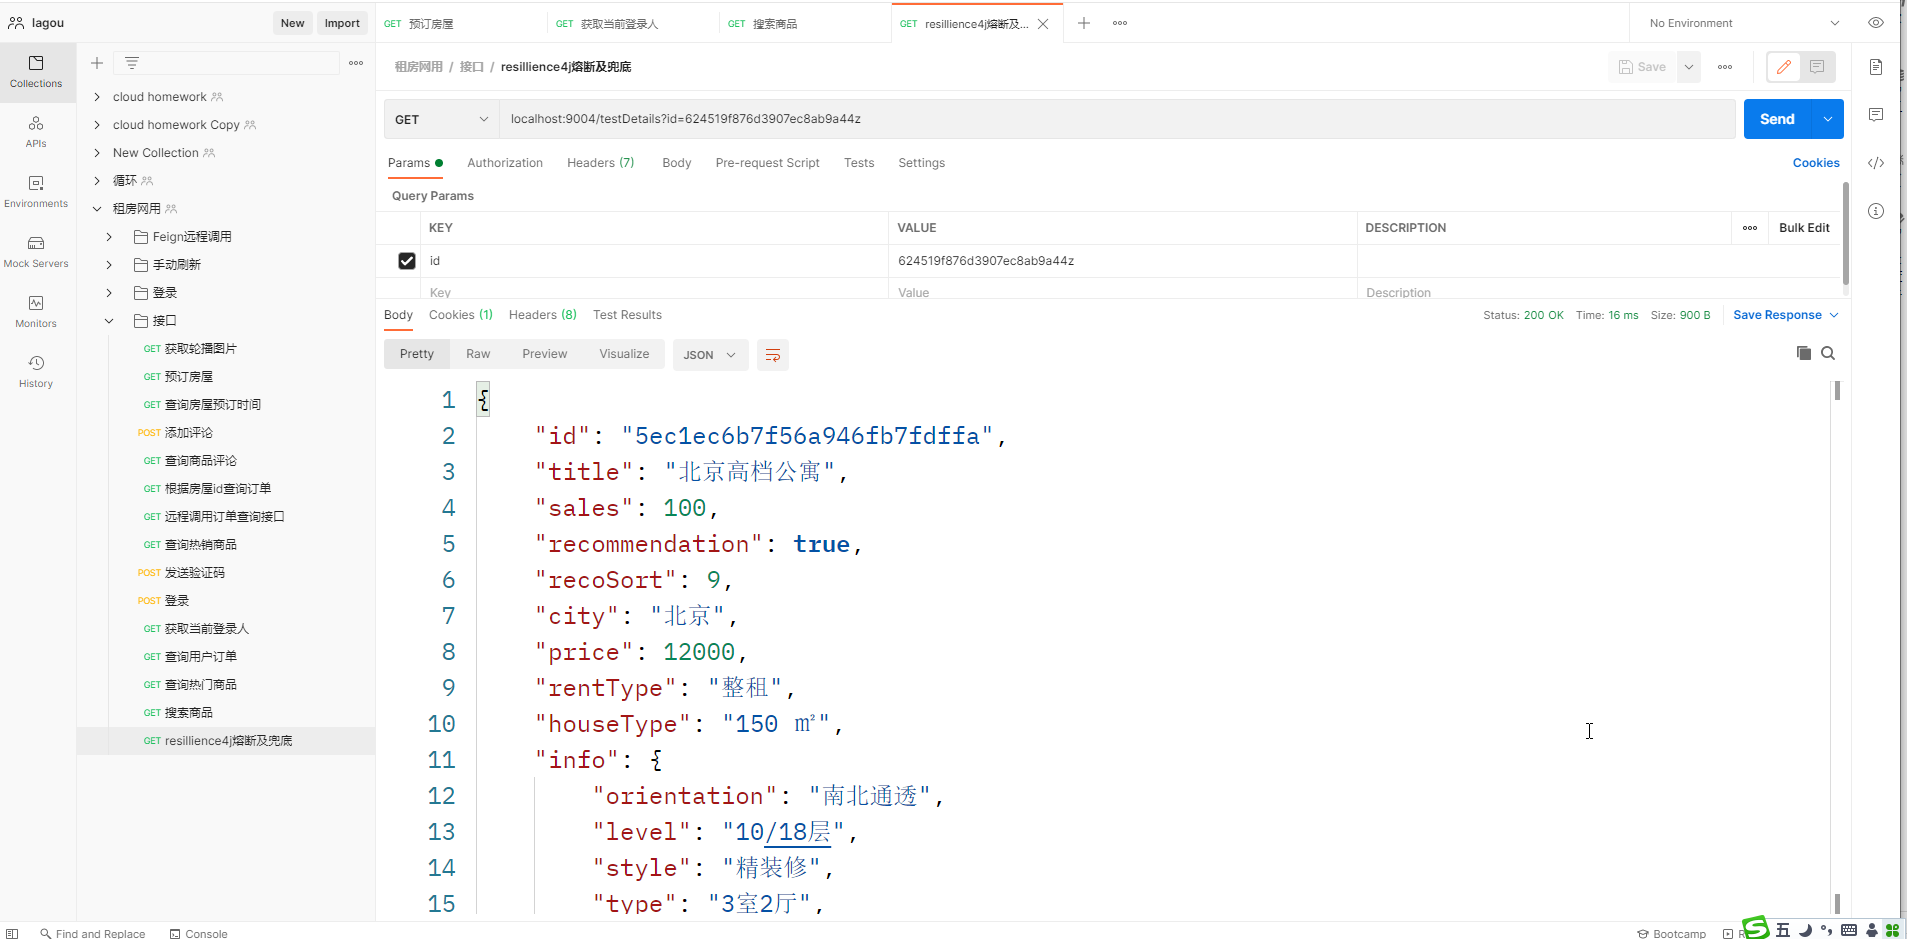 lagou
New
Import
GET 预订房屋
GET 获取当前登录人
GET 搜索商品
GET resillience4j熔断及...
No Environment
Collections
APIs
Environments
Mock Servers
Monitors
History
cloud homework
cloud homework Copy
New Collection
循环
租房网用
Feign远程调用
手动刷新
登录
接口
GET 获取轮播图片
GET 预订房屋
GET 查询房屋预订时间
POST 添加评论
GET 查询商品评论
GET 根据房屋id查询订单
GET 远程调用订单查询接口
GET 查询热销商品
POST 发送验证码
POST 登录
GET 获取当前登录人
GET 查询用户订单
GET 查询热门商品
GET 搜索商品
GET resillience4j熔断及兜底
租房网用 / 接口 / resillience4j熔断及兜底
Save
GET
localhost:9004/testDetails?id=624519f876d3907ec8ab9a44z
Send
Params
Authorization
Headers (7)
Body
Pre-request Script
Tests
Settings
Cookies
Query Params
KEY
VALUE
DESCRIPTION
Bulk Edit
id
624519f876d3907ec8ab9a44z
Key
Value
Description
Body
Cookies (1)
Headers (8)
Test Results
Status: 200 OK
Time: 16 ms
Size: 900 B
Save Response
Pretty
Raw
Preview
Visualize
JSON
1 {
2 "id": "5ec1ec6b7f56a946fb7fdffa",
3 "title": "北京高档公寓",
4 "sales": 100,
5 "recommendation": true,
6 "recoSort": 9,
7 "city": "北京",
8 "price": 12000,
9 "rentType": "整租",
10 "houseType": "150 ㎡",
11 "info": {
12 "orientation": "南北通透",
13 "level": "10/18层",
14 "style": "精装修",
15 "type": "3室2厅",
Find and Replace
Console
Bootcamp
五